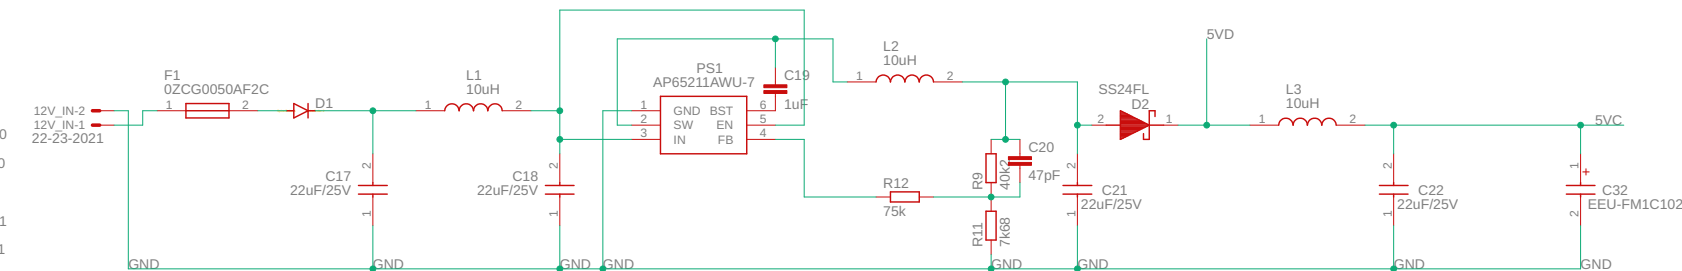 5VD
F1
0ZCG0050AF2C
D1
L1
10uH
PS1
AP65211AWU-7
C19
1uF
L2
10uH
SS24FL
D2
L3
10uH
12V_IN-2
12V_IN-1
22-23-2021
1 2
1 2
1 GND BST 6
2 SW EN 5
3 IN FB 4
1 2
2 1
1 2
5VC
0
0
1
1
2
C17
22uF/25V
1
2
C18
22uF/25V
1
R12
75k
R9
40k2
C20
47pF
R11
7k68
2
C21
22uF/25V
1
2
C22
22uF/25V
1
1
+
C32
EEU-FM1C102
2
GND
GND
GND
GND
GND
GND
GND
GND